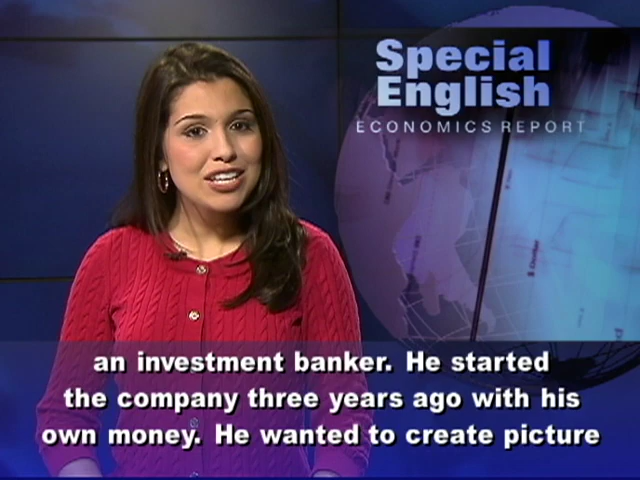 Special
English
ECONOMICS REPORT
an investment banker. He started
the company three years ago with his
own money. He wanted to create picture